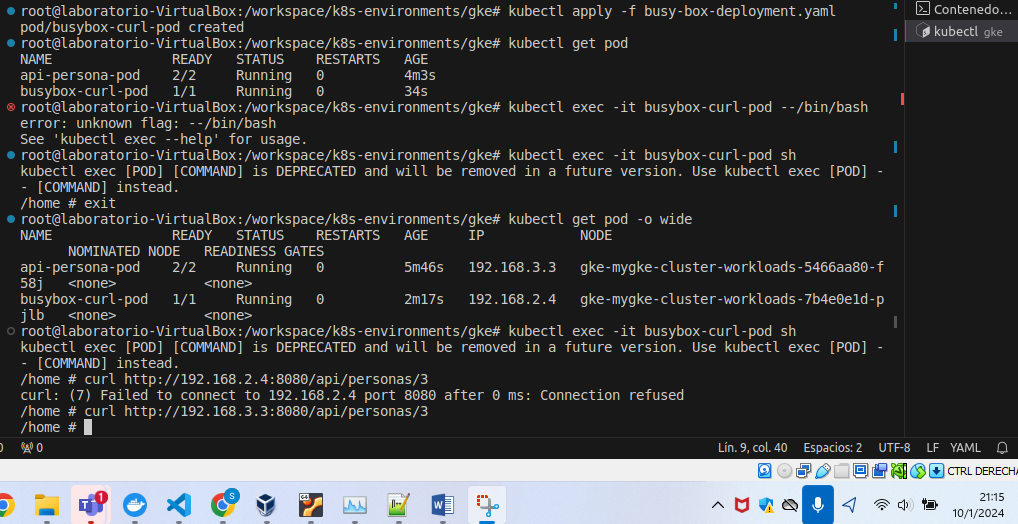 root@laboratorio-VirtualBox:/workspace/k8s-environments/gke# kubectl apply -f busy-box-deployment.yaml
pod/busybox-curl-pod created
root@laboratorio-VirtualBox:/workspace/k8s-environments/gke# kubectl get pod
NAME READY STATUS RESTARTS AGE
api-persona-pod 2/2 Running 0 4m3s
busybox-curl-pod 1/1 Running 0 34s
root@laboratorio-VirtualBox:/workspace/k8s-environments/gke# kubectl exec -it busybox-curl-pod --/bin/bash
error: unknown flag: --/bin/bash
See 'kubectl exec --help' for usage.
root@laboratorio-VirtualBox:/workspace/k8s-environments/gke# kubectl exec -it busybox-curl-pod sh
kubectl exec [POD] [COMMAND] is DEPRECATED and will be removed in a future version. Use kubectl exec [POD] -
- [COMMAND] instead.
/home # exit
root@laboratorio-VirtualBox:/workspace/k8s-environments/gke# kubectl get pod -o wide
NAME READY STATUS RESTARTS AGE IP NODE
NOMINATED NODE READINESS GATES
api-persona-pod 2/2 Running 0 5m46s 192.168.3.3 gke-mygke-cluster-workloads-5466aa80-f
58j <none> <none>
busybox-curl-pod 1/1 Running 0 2m17s 192.168.2.4 gke-mygke-cluster-workloads-7b4e0e1d-p
jlb <none> <none>
root@laboratorio-VirtualBox:/workspace/k8s-environments/gke# kubectl exec -it busybox-curl-pod sh
kubectl exec [POD] [COMMAND] is DEPRECATED and will be removed in a future version. Use kubectl exec [POD] -
- [COMMAND] instead.
/home # curl http://192.168.2.4:8080/api/personas/3
curl: (7) Failed to connect to 192.168.2.4 port 8080 after 0 ms: Connection refused
/home # curl http://192.168.3.3:8080/api/personas/3
/home #
Contenedo...
kubectl gke
0
Lín. 9, col. 40 Espacios: 2 UTF-8 LF YAML
CTRL DERECHA
1
S
21:15
10/1/2024